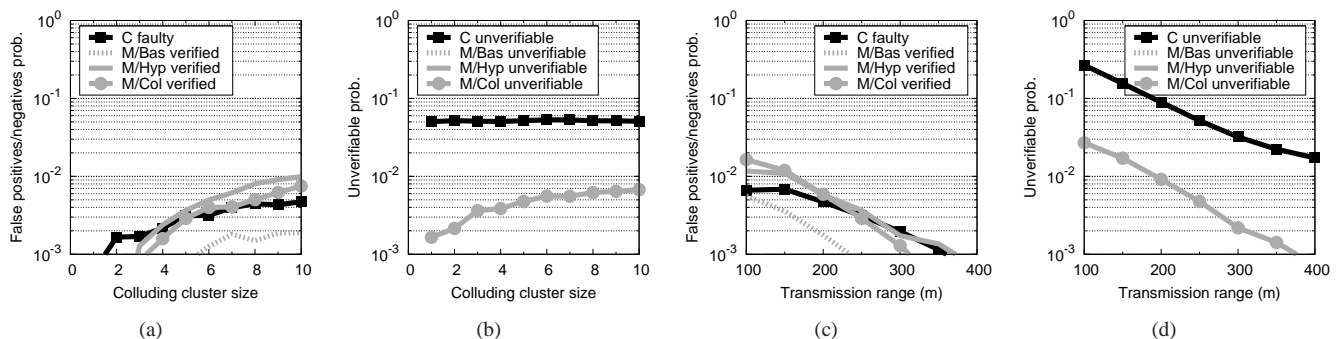 False positives/negatives prob.
10^0
10^-1
10^-2
10^-3
C faulty
M/Bas verified
M/Hyp verified
M/Col verified
0 2 4 6 8 10
Colluding cluster size
(a)
Unverifiable prob.
10^0
10^-1
10^-2
10^-3
C unverifiable
M/Bas unverifiable
M/Hyp unverifiable
M/Col unverifiable
0 2 4 6 8 10
Colluding cluster size
(b)
False positives/negatives prob.
10^0
10^-1
10^-2
10^-3
C faulty
M/Bas verified
M/Hyp verified
M/Col verified
100 200 300 400
Transmission range (m)
(c)
Unverifiable prob.
10^0
10^-1
10^-2
10^-3
C unverifiable
M/Bas unverifiable
M/Hyp unverifiable
M/Col unverifiable
100 200 300 400
Transmission range (m)
(d)